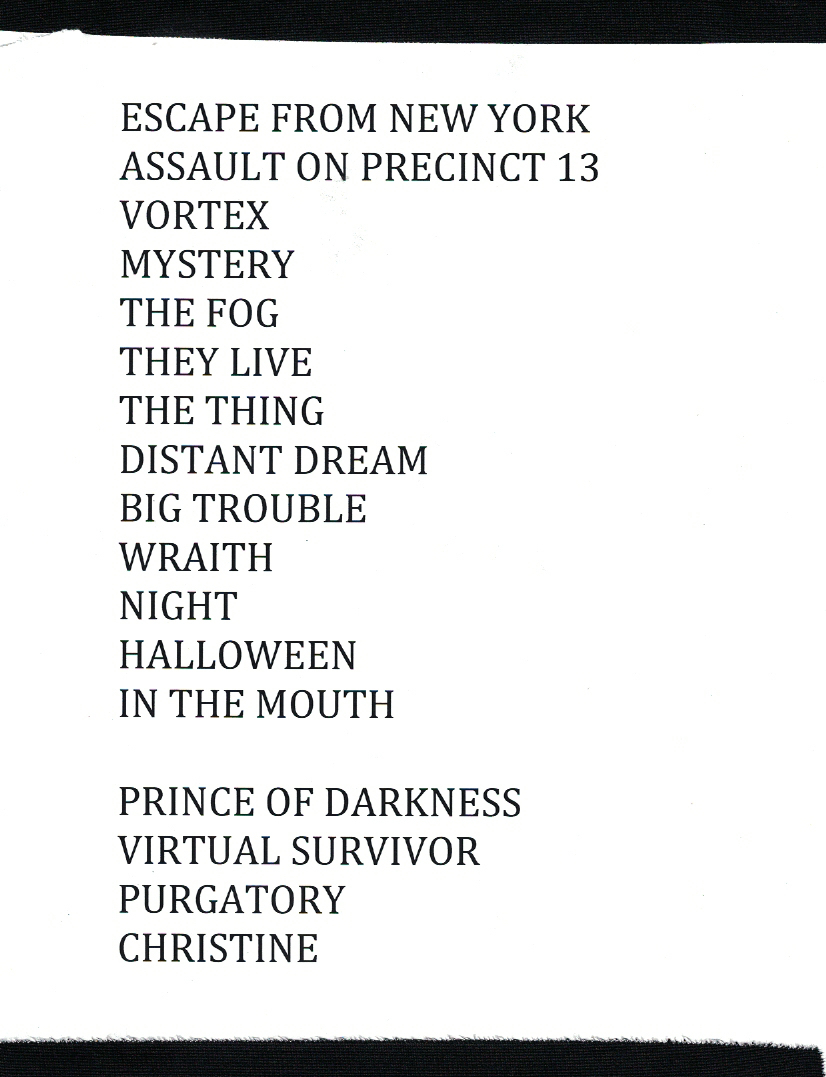 ESCAPE FROM NEW YORK
ASSAULT ON PRECINCT 13
VORTEX
MYSTERY
THE FOG
THEY LIVE
THE THING
DISTANT DREAM
BIG TROUBLE
WRAITH
NIGHT
HALLOWEEN
IN THE MOUTH
PRINCE OF DARKNESS
VIRTUAL SURVIVOR
PURGATORY
CHRISTINE